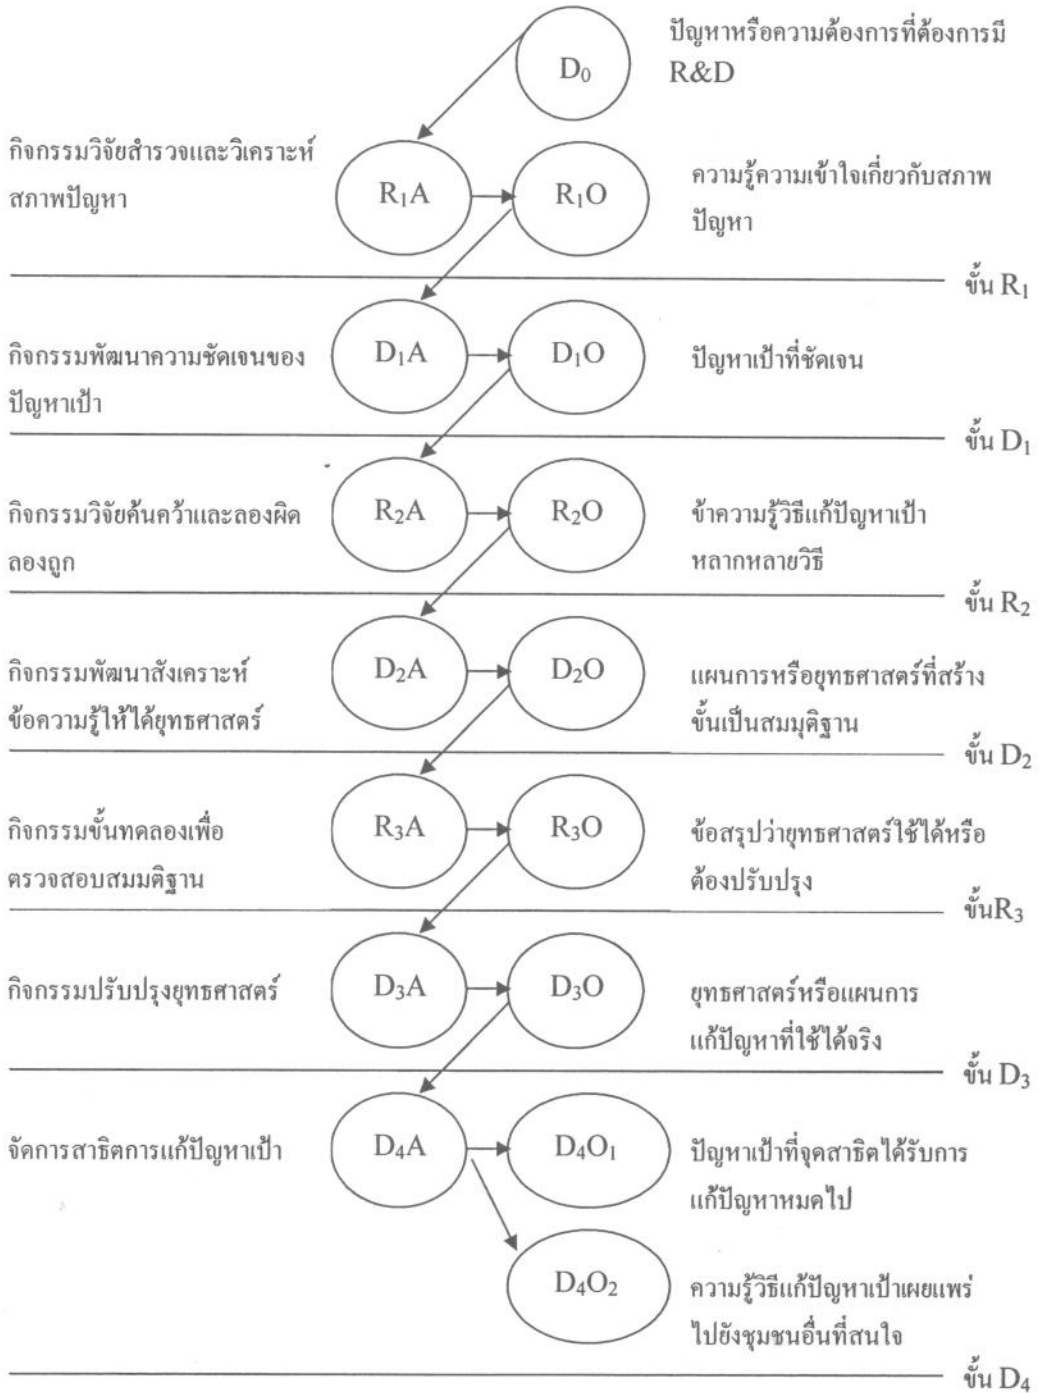 ปัญหาหรือความต้องการที่ต้องการมี
D₀
R&D
กิจกรรมวิจัยสำรวจและวิเคราะห์
สภาพปัญหา
R₁A
R₁O
ความรู้ความเข้าใจเกี่ยวกับสภาพ
ปัญหา
ขั้น R₁
กิจกรรมพัฒนาความชัดเจนของ
ปัญหาเป้า
D₁A
D₁O
ปัญหาเป้าที่ชัดเจน
ขั้น D₁
กิจกรรมวิจัยค้นคว้าและลองผิด
ลองถูก
R₂A
R₂O
ข้าความรู้วิธีแก้ปัญหาเป้า
หลากหลายวิธี
ขั้น R₂
กิจกรรมพัฒนาสังเคราะห์
ข้อความรู้ให้ได้ยุทธศาสตร์
D₂A
D₂O
แผนการหรือยุทธศาสตร์ที่สร้าง
ขั้นเป็นสมมุติฐาน
ขั้น D₂
กิจกรรมขั้นทดลองเพื่อ
ตรวจสอบสมมติฐาน
R₃A
R₃O
ข้อสรุปว่ายุทธศาสตร์ใช้ได้หรือ
ต้องปรับปรุง
ขั้นR₃
กิจกรรมปรับปรุงยุทธศาสตร์
D₃A
D₃O
ยุทธศาสตร์หรือแผนการ
แก้ปัญหาที่ใช้ได้จริง
ขั้น D₃
จัดการสาธิตการแก้ปัญหาเป้า
D₄A
D₄O₁
ปัญหาเป้าที่จุดสาธิตได้รับการ
แก้ปัญหาหมดไป
D₄O₂
ความรู้วิธีแก้ปัญหาเป้าเผยแพร่
ไปยังชุมชนอื่นที่สนใจ
ขั้น D₄